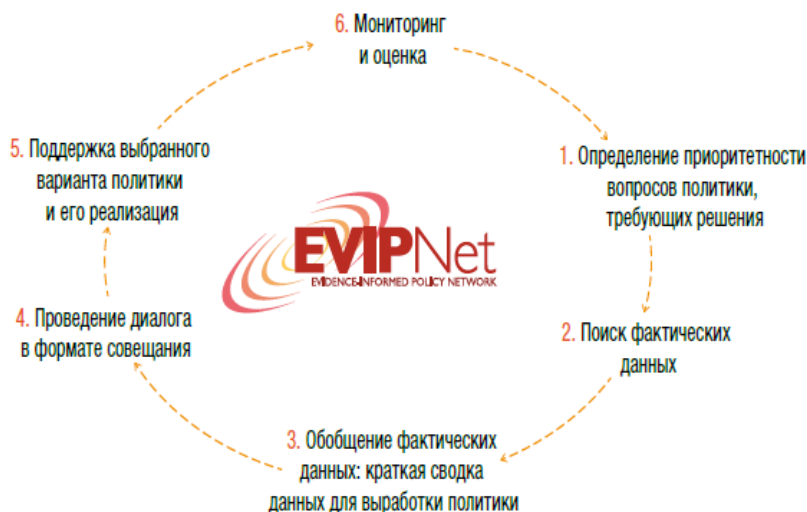 6. Мониторинг
и оценка
1. Определение приоритетности
вопросов политики,
требующих решения
2. Поиск фактических
данных
3. Обобщение фактических
данных: краткая сводка
данных для выработки политики
4. Проведение диалога
в формате совещания
5. Поддержка выбранного
варианта политики
и его реализация
EVIPNet
EVIDENCE-INFORMED POLICY NETWORK